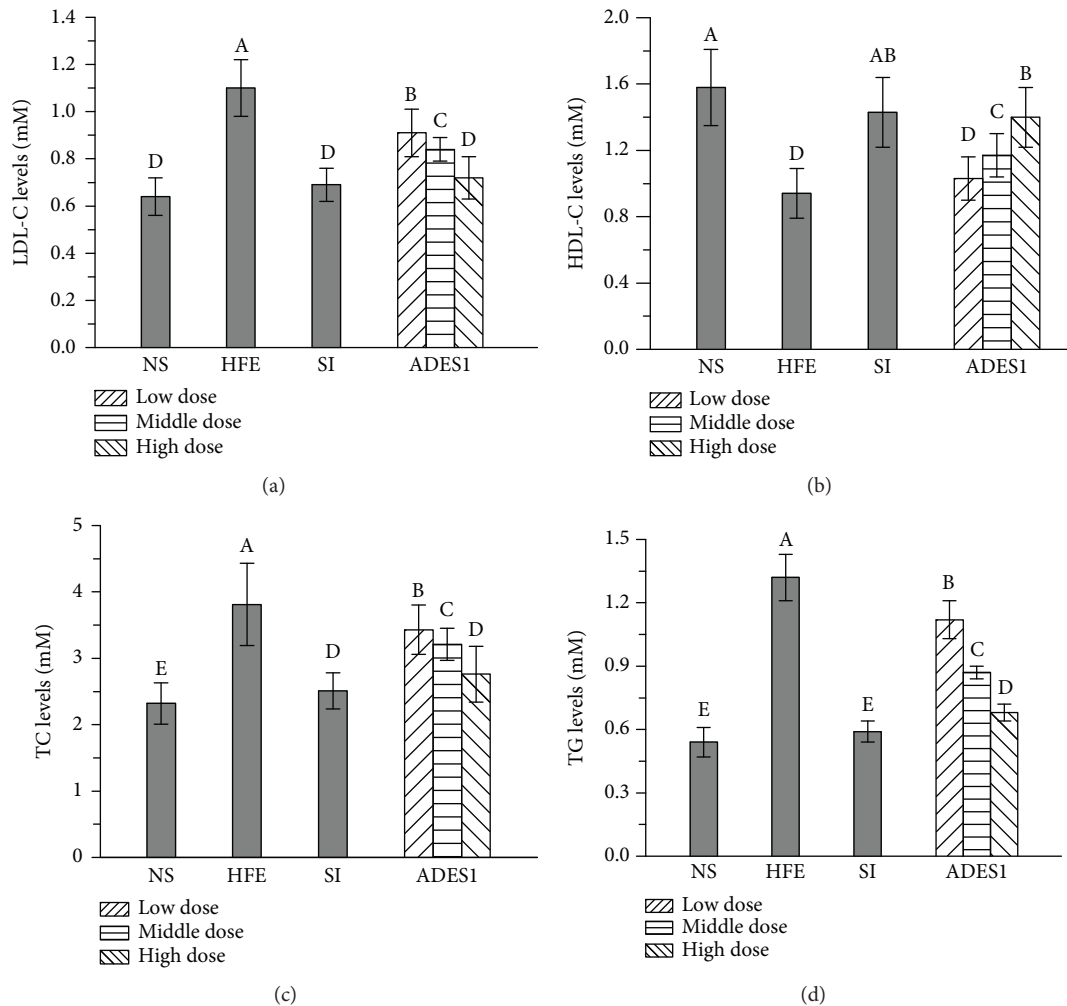 1.4
1.2
1.0
0.8
0.6
0.4
0.2
0.0
LDL-C levels (mM)
D
A
D
B
C
D
NS
HFE
SI
ADES1
Low dose
Middle dose
High dose
(a)
2.0
1.6
1.2
0.8
0.4
0.0
HDL-C levels (mM)
A
D
AB
D
C
B
NS
HFE
SI
ADES1
Low dose
Middle dose
High dose
(b)
5
4
3
2
1
0
TC levels (mM)
E
A
D
B
C
D
NS
HFE
SI
ADES1
Low dose
Middle dose
High dose
(c)
1.5
1.2
0.9
0.6
0.3
0.0
TG levels (mM)
E
A
E
B
C
D
NS
HFE
SI
ADES1
Low dose
Middle dose
High dose
(d)